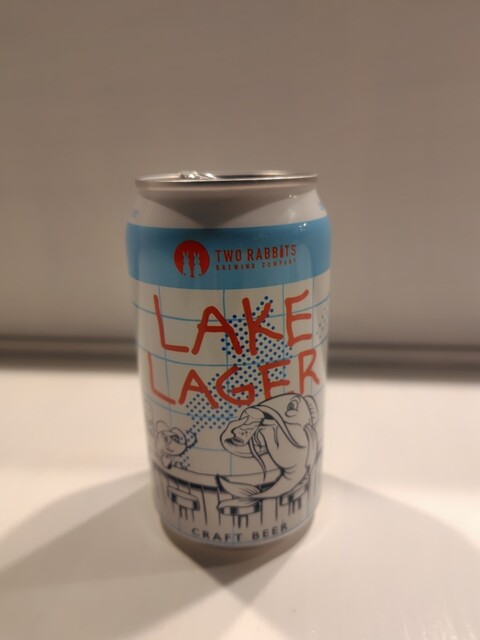 TWO RABBITS
BREWING COMPANY
LAKE
LAGER
CRAFT BEER